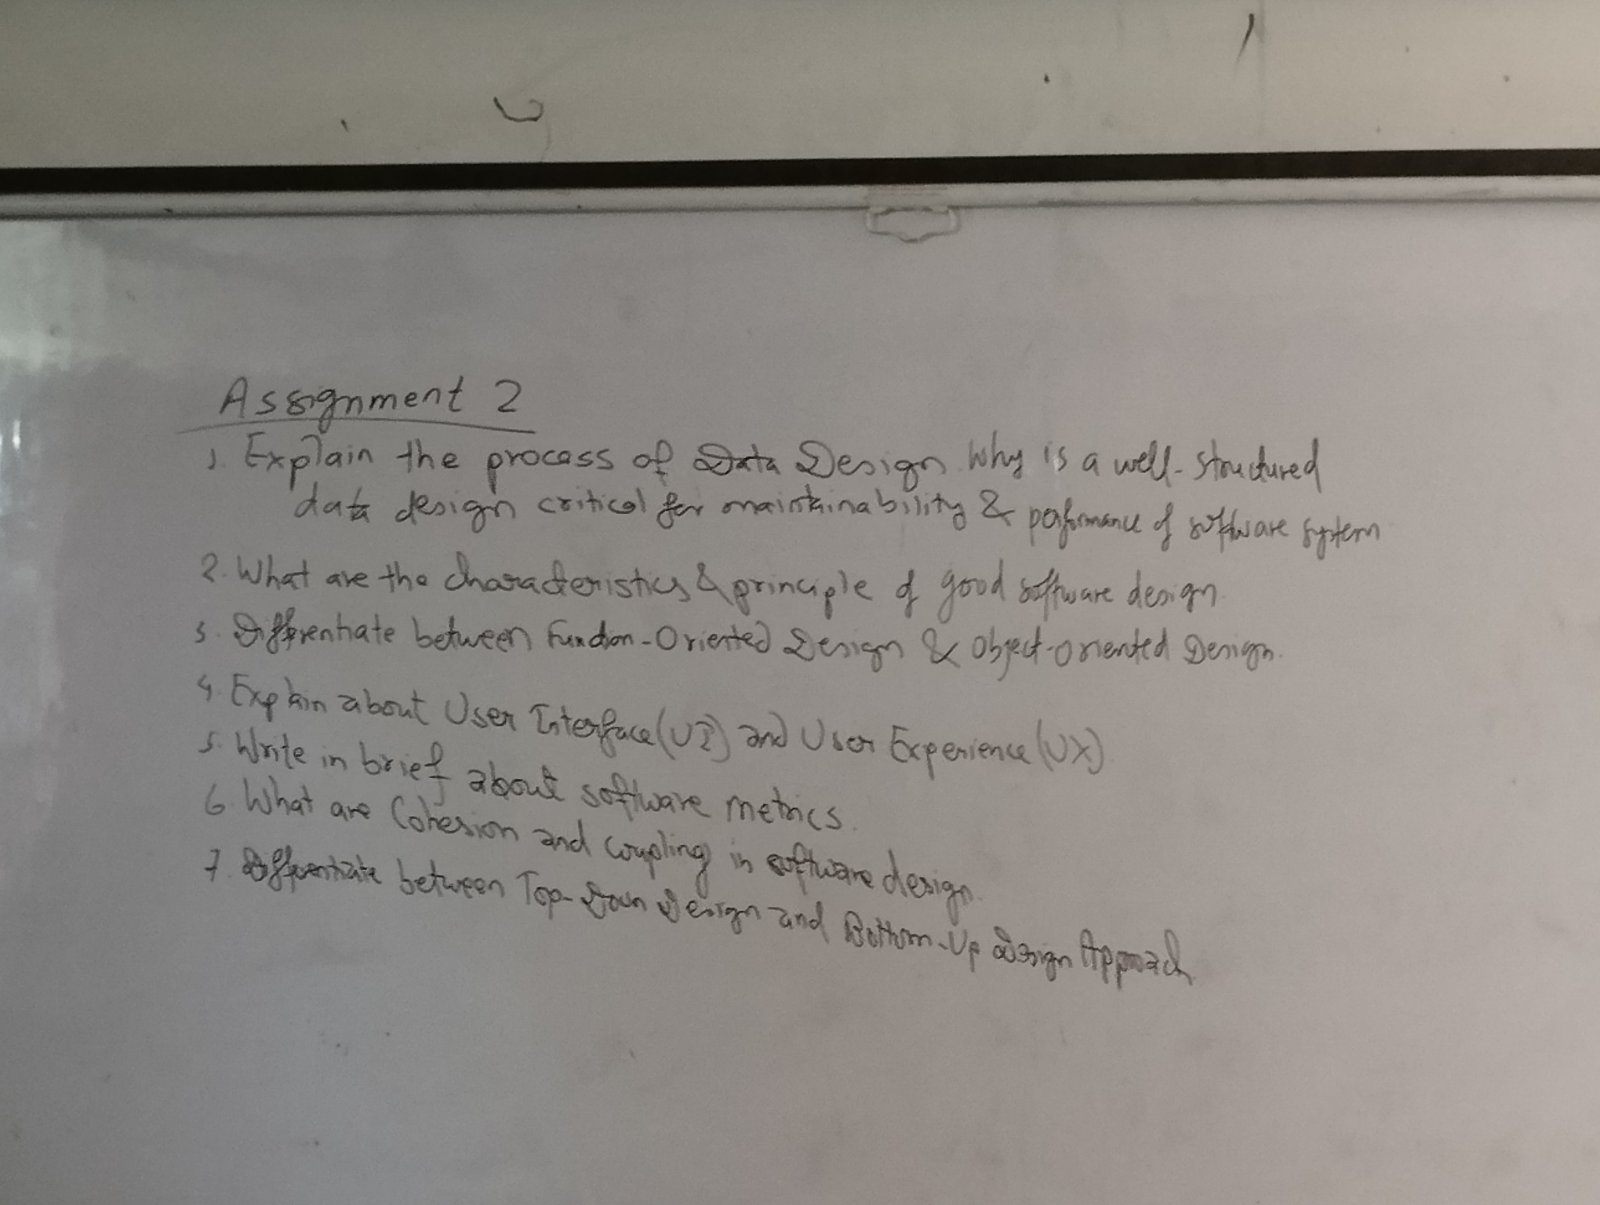 Assignment 2
1. Explain the process of Data Design. Why is a well-structured
data design critical for maintainability & performance of software system
2. What are the characteristics & principle of good software design.
3. Differentiate between Function-Oriented Design & Object-oriented Design.
4. Explain about User Interface (UI) and User Experience (UX)
5. Write in brief about software metrics.
6. What are Cohesion and coupling in software design.
7. Differentiate between Top-Down Design and Bottom-Up Design Approach